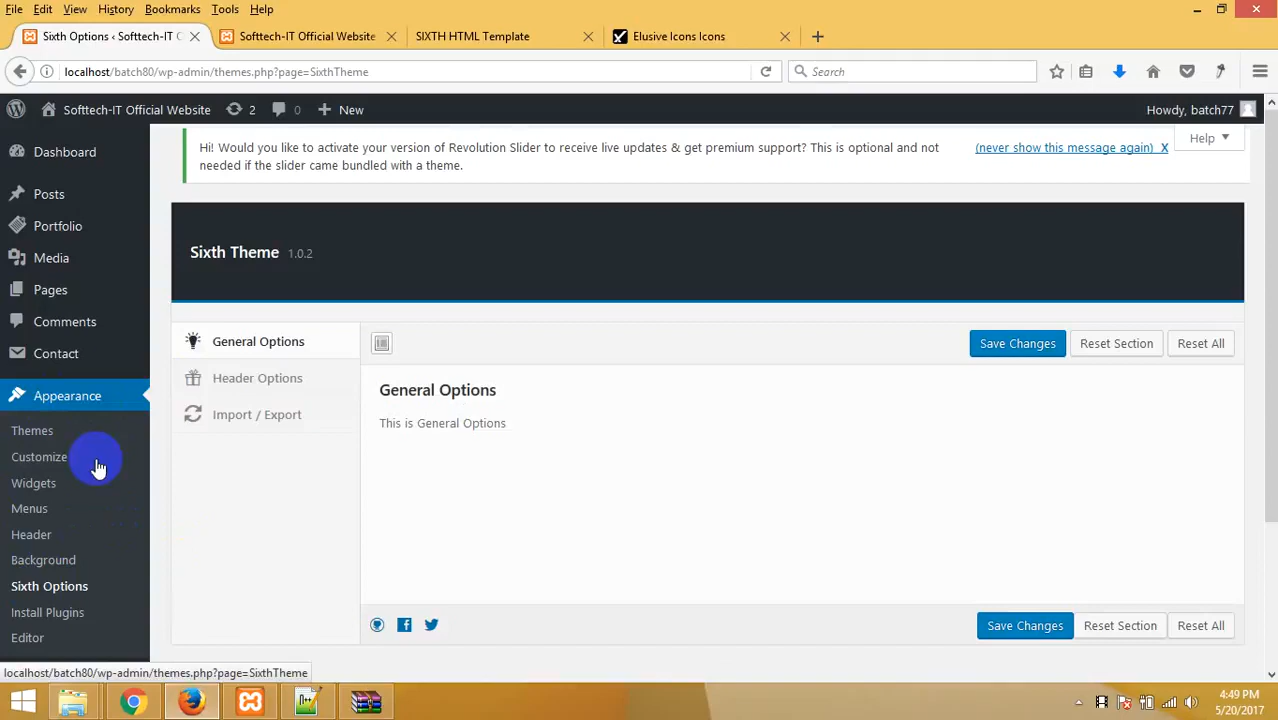 File Edit View History Bookmarks Tools Help
Sixth Options ‹ Softtech-IT O
Softtech-IT Official Website
SIXTH HTML Template
Elusive Icons Icons
localhost/batch80/wp-admin/themes.php?page=SixthTheme
Search
Softtech-IT Official Website 2 0 New
Howdy, batch77
Help
Hi! Would you like to activate your version of Revolution Slider to receive live updates & get premium support? This is optional and not
needed if the slider came bundled with a theme.
(never show this message again) X
Dashboard
Posts
Portfolio
Media
Pages
Comments
Contact
Appearance
Themes
Customize
Widgets
Menus
Header
Background
Sixth Options
Install Plugins
Editor
Sixth Theme 1.0.2
General Options
Header Options
Import / Export
Save Changes Reset Section Reset All
General Options
This is General Options
Save Changes Reset Section Reset All
localhost/batch80/wp-admin/themes.php?page=SixthTheme
4:49 PM
5/20/2017